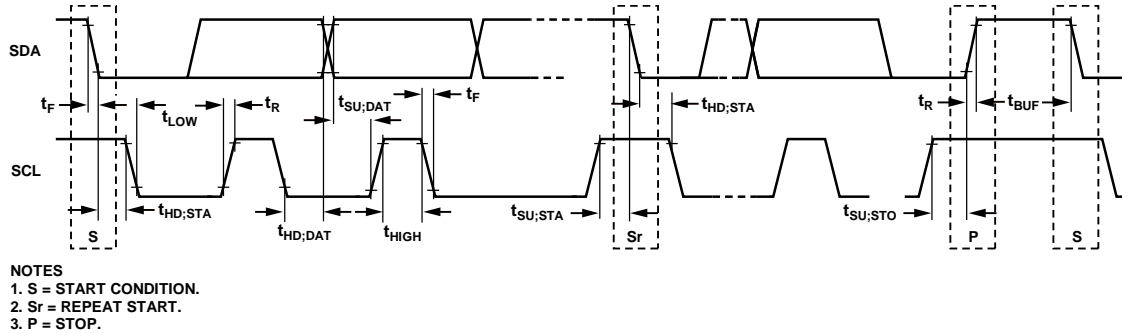 SDA
tF
tLOW
tR
tSU;DAT
tF
tHD;STA
tR
tBUF
SCL
tHD;STA
tHD;DAT
tHIGH
tSU;STA
tSU;STO
S
Sr
P
S
NOTES
1. S = START CONDITION.
2. Sr = REPEAT START.
3. P = STOP.